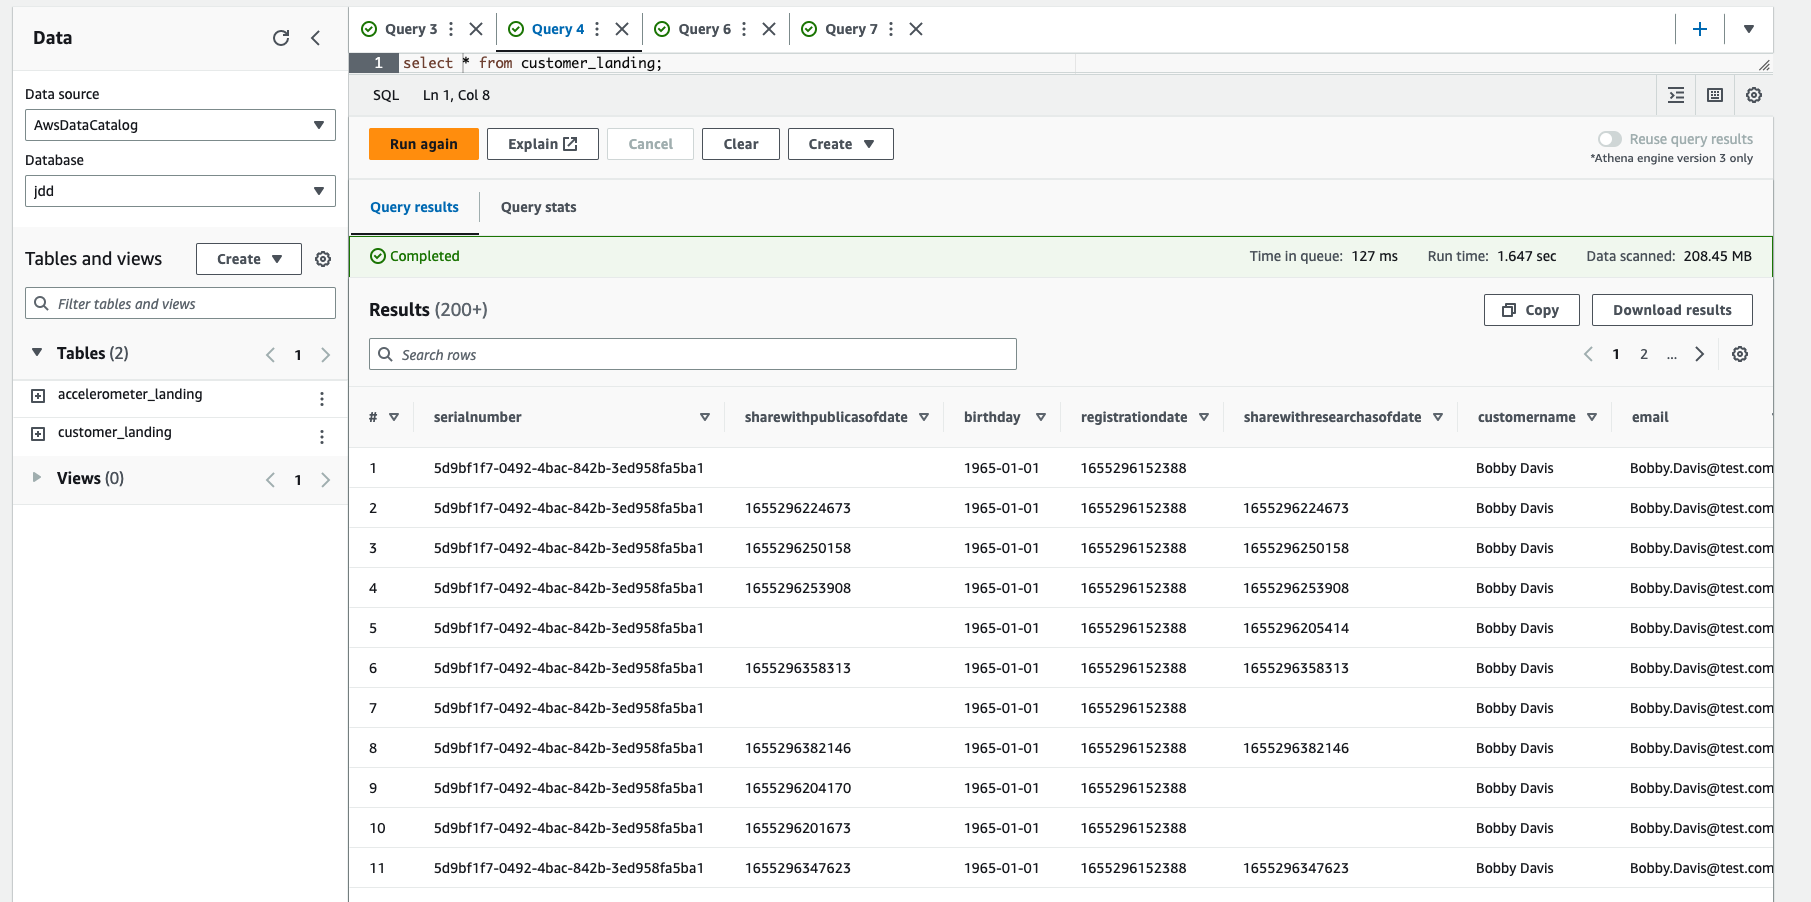 Data
Data source
AwsDataCatalog
Database
jdd
Tables and views
Create
Filter tables and views
Tables (2)
1
accelerometer_landing
customer_landing
Views (0)
1
Query 3
Query 4
Query 6
Query 7
1 select * from customer_landing;
SQL Ln 1, Col 8
Run again Explain Cancel Clear Create
Reuse query results
*Athena engine version 3 only
Query results Query stats
Completed Time in queue: 127 ms Run time: 1.647 sec Data scanned: 208.45 MB
Results (200+) Copy Download results
Search rows
1 2 ...
# serialnumber sharewithpublicasofdate birthday registrationdate sharewithresearchasofdate customername email
1 5d9bf1f7-0492-4bac-842b-3ed958fa5ba1 1965-01-01 1655296152388 Bobby Davis Bobby.Davis@test.com
2 5d9bf1f7-0492-4bac-842b-3ed958fa5ba1 1655296224673 1965-01-01 1655296152388 1655296224673 Bobby Davis Bobby.Davis@test.com
3 5d9bf1f7-0492-4bac-842b-3ed958fa5ba1 1655296250158 1965-01-01 1655296152388 1655296250158 Bobby Davis Bobby.Davis@test.com
4 5d9bf1f7-0492-4bac-842b-3ed958fa5ba1 1655296253908 1965-01-01 1655296152388 1655296253908 Bobby Davis Bobby.Davis@test.com
5 5d9bf1f7-0492-4bac-842b-3ed958fa5ba1 1965-01-01 1655296152388 1655296205414 Bobby Davis Bobby.Davis@test.com
6 5d9bf1f7-0492-4bac-842b-3ed958fa5ba1 1655296358313 1965-01-01 1655296152388 1655296358313 Bobby Davis Bobby.Davis@test.com
7 5d9bf1f7-0492-4bac-842b-3ed958fa5ba1 1965-01-01 1655296152388 Bobby Davis Bobby.Davis@test.com
8 5d9bf1f7-0492-4bac-842b-3ed958fa5ba1 1655296382146 1965-01-01 1655296152388 1655296382146 Bobby Davis Bobby.Davis@test.com
9 5d9bf1f7-0492-4bac-842b-3ed958fa5ba1 1655296204170 1965-01-01 1655296152388 Bobby Davis Bobby.Davis@test.com
10 5d9bf1f7-0492-4bac-842b-3ed958fa5ba1 1655296201673 1965-01-01 1655296152388 Bobby Davis Bobby.Davis@test.com
11 5d9bf1f7-0492-4bac-842b-3ed958fa5ba1 1655296347623 1965-01-01 1655296152388 1655296347623 Bobby Davis Bobby.Davis@test.com